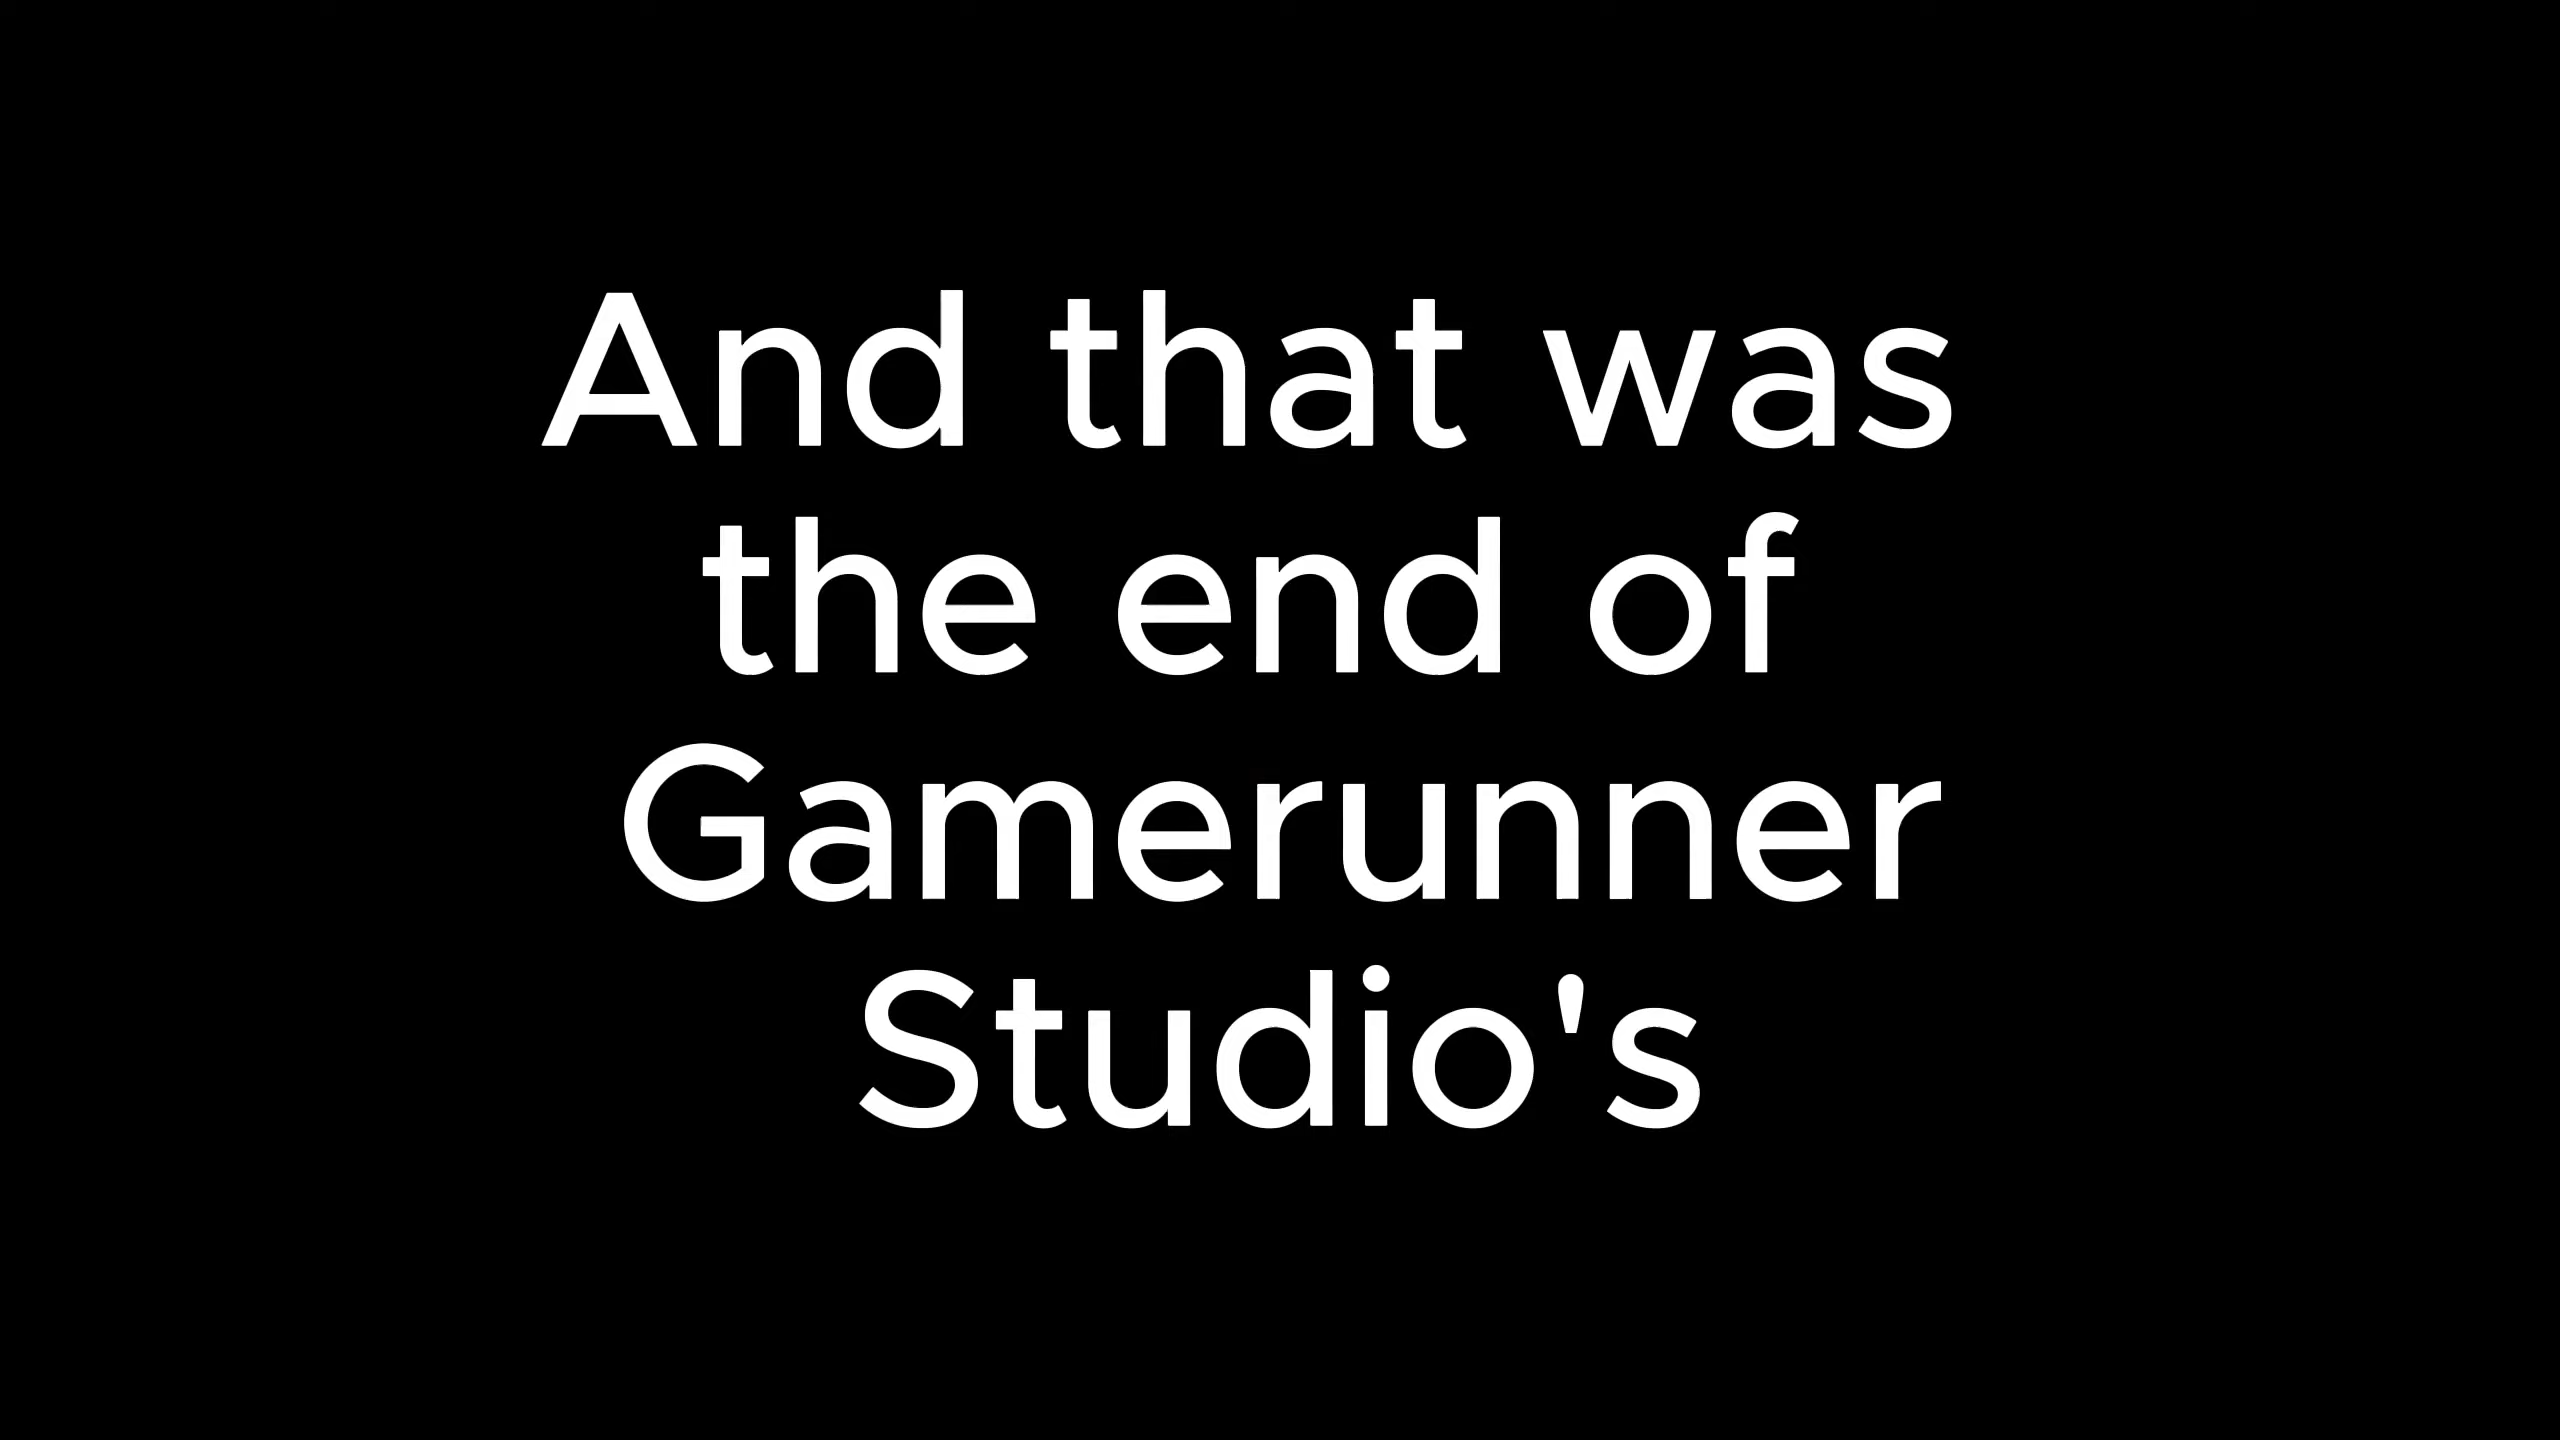 And that was
the end of
Gamerunner
Studio's